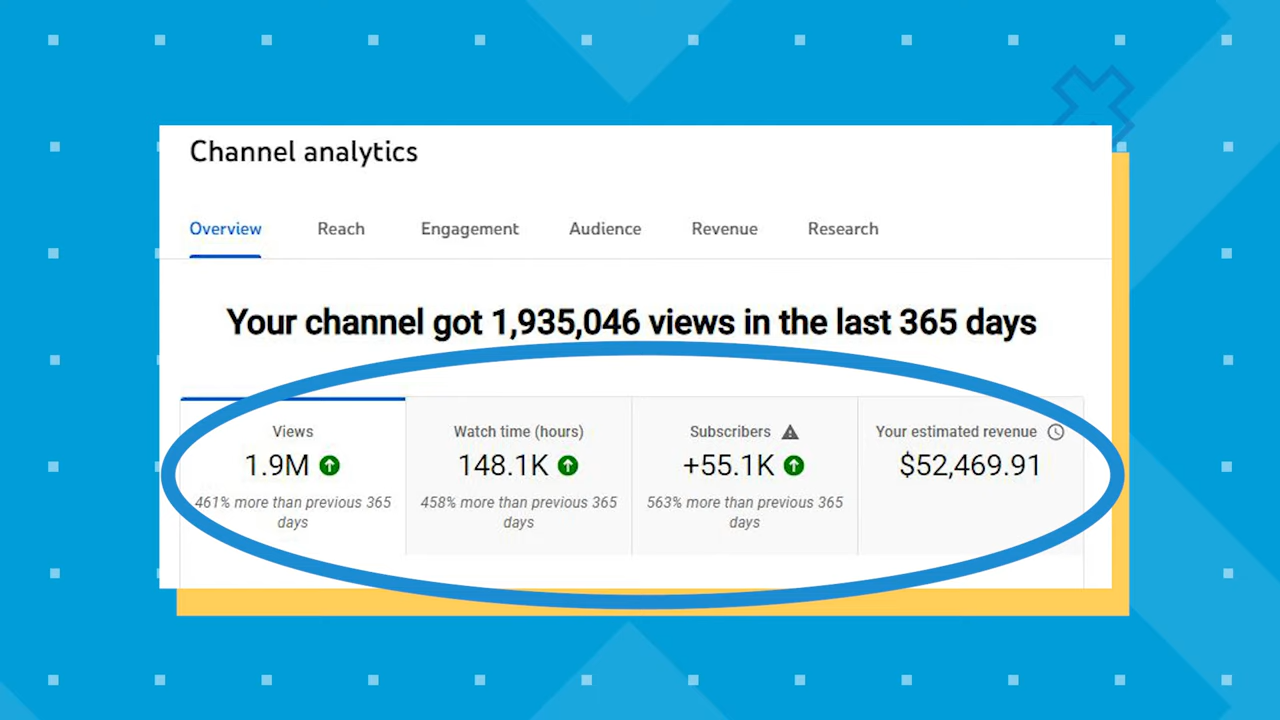 Channel analytics
Overview Reach Engagement Audience Revenue Research
Your channel got 1,935,046 views in the last 365 days
Views
1.9M
461% more than previous 365
days
Watch time (hours)
148.1K
458% more than previous 365
days
Subscribers
+55.1K
563% more than previous 365
days
Your estimated revenue
$52,469.91